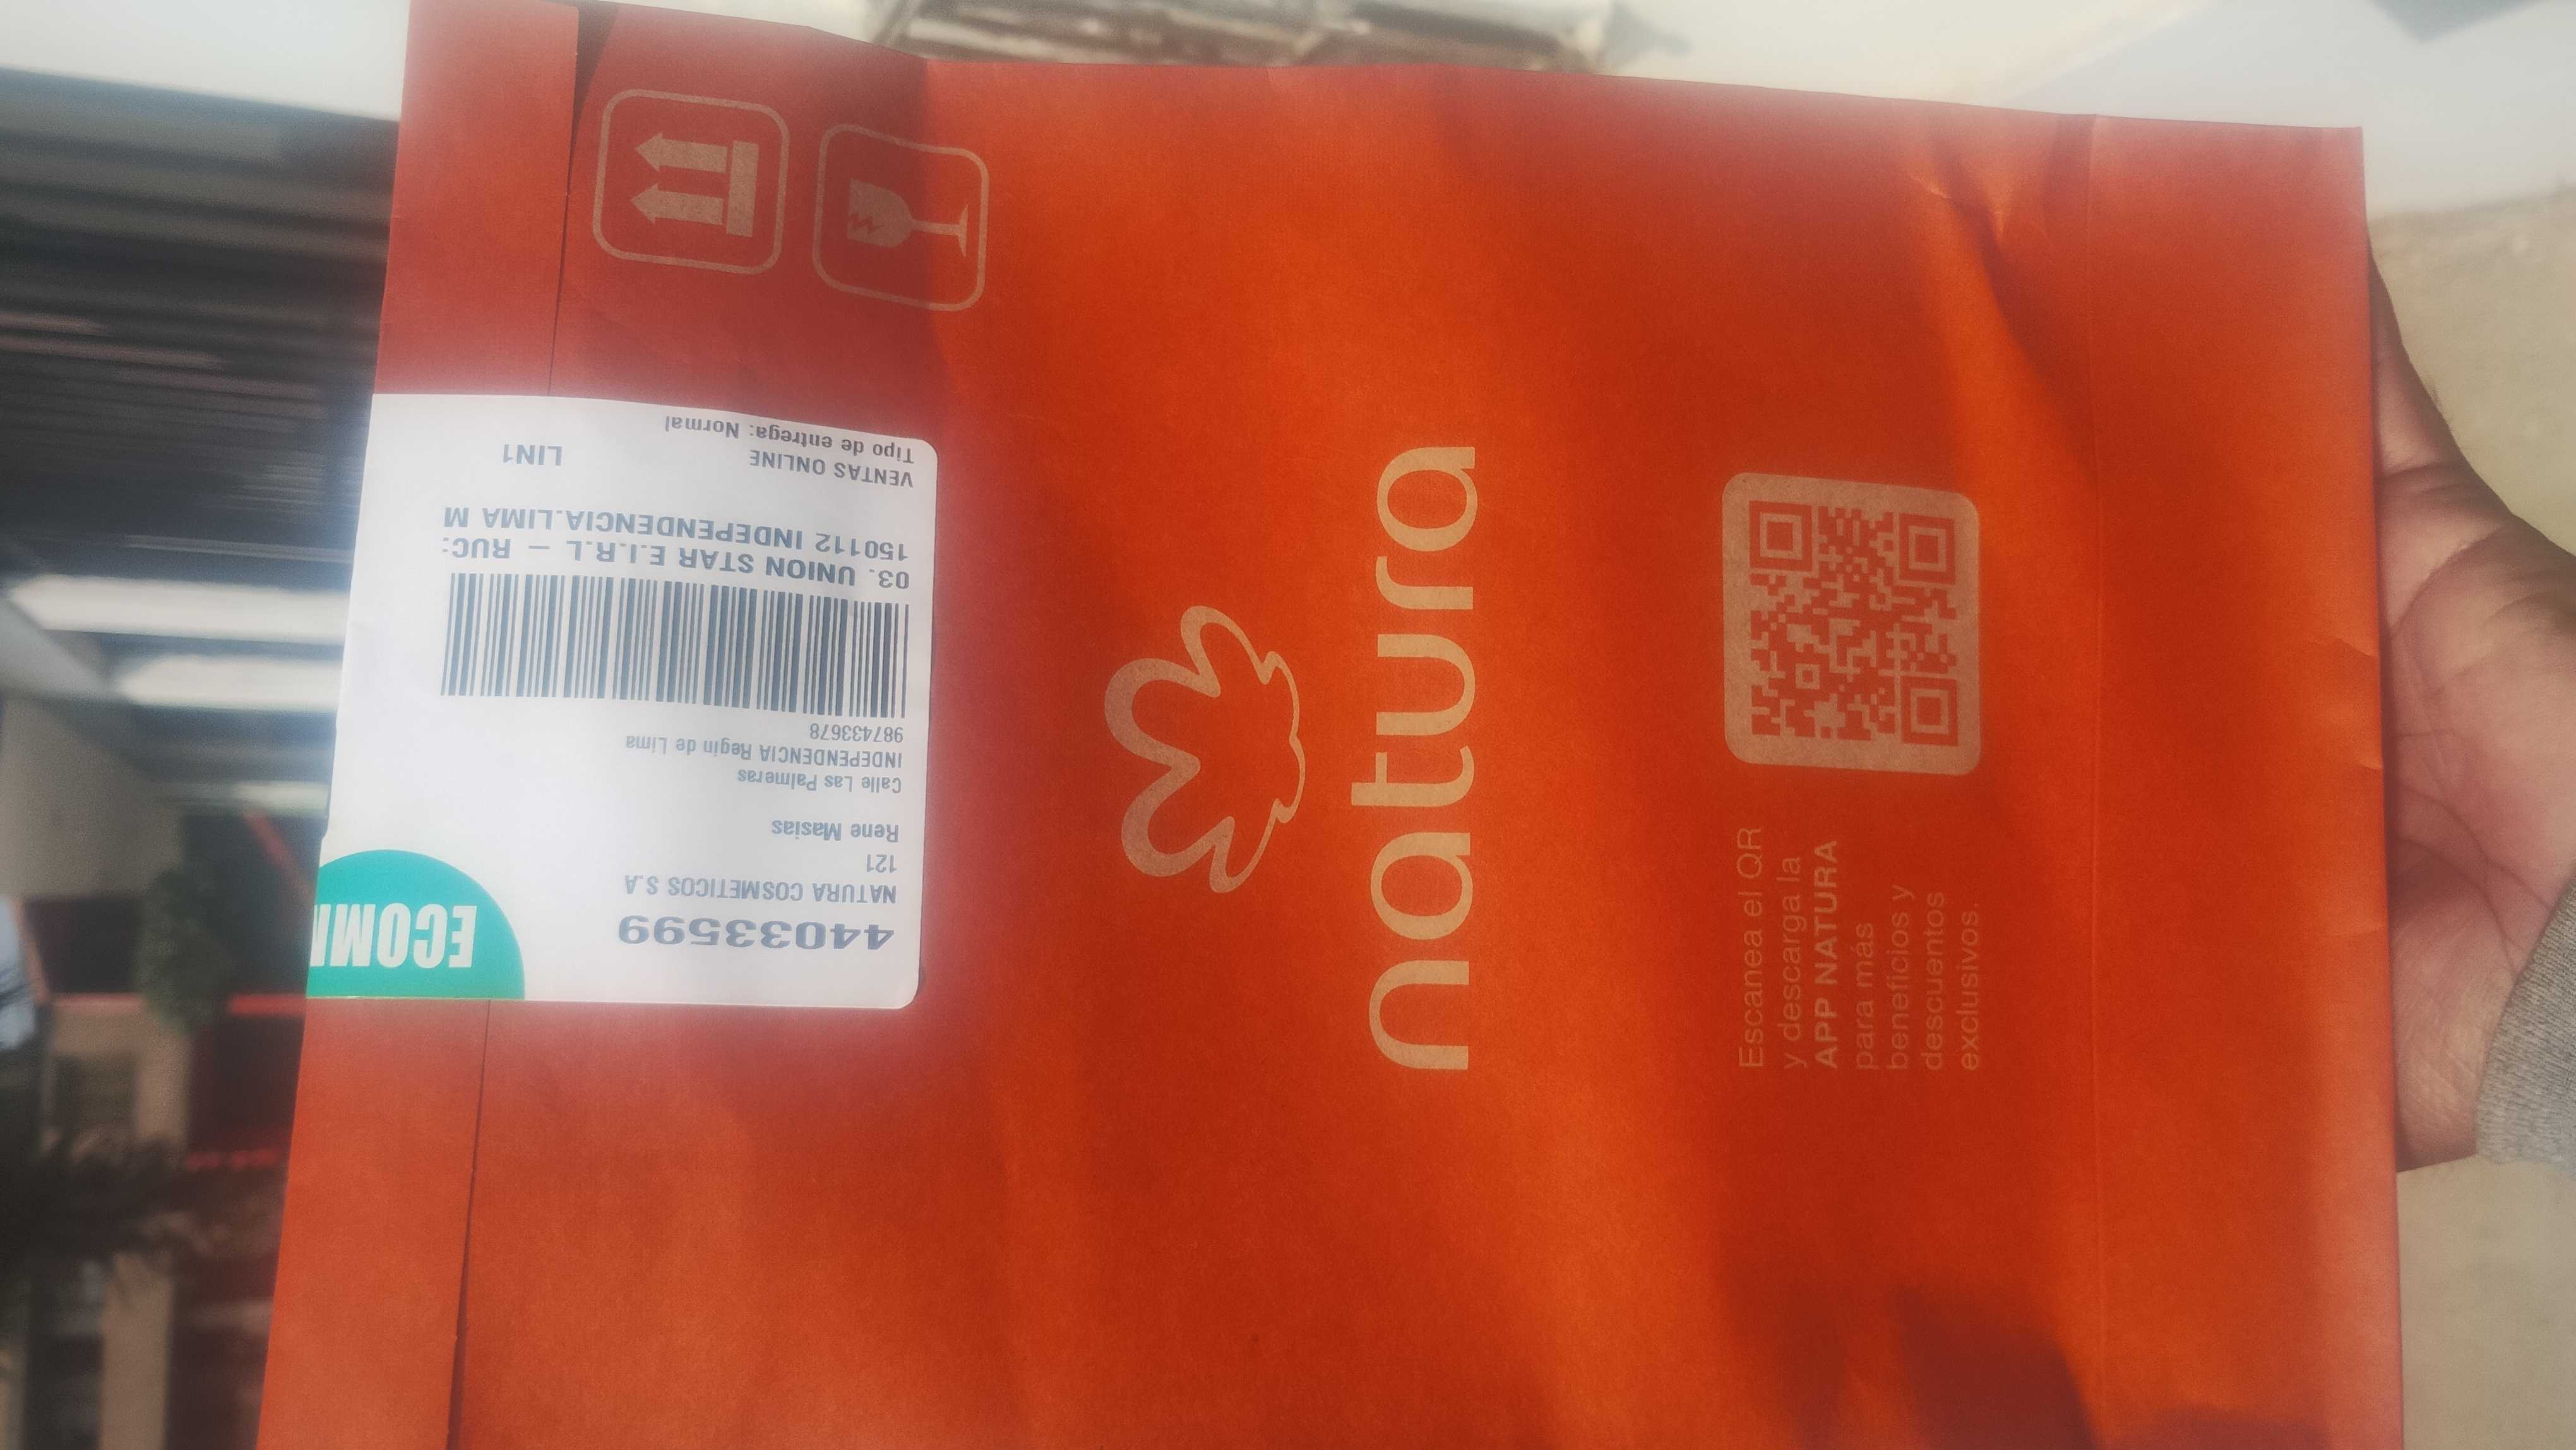 44033599
NATURA COSMETICOS S.A
121
Rene Masias
Calle Las Palmeras
INDEPENDENCIA Regin de Lima
987433678
03. UNION STAR E.I.R.L - RUC:
150112 INDEPENDENCIA.LIMA M
VENTAS ONLINE LIN1
Tipo de entrega: Normal
natura
Escanea el QR
y descarga la
APP NATURA
para más
beneficios y
descuentos
exclusivos.